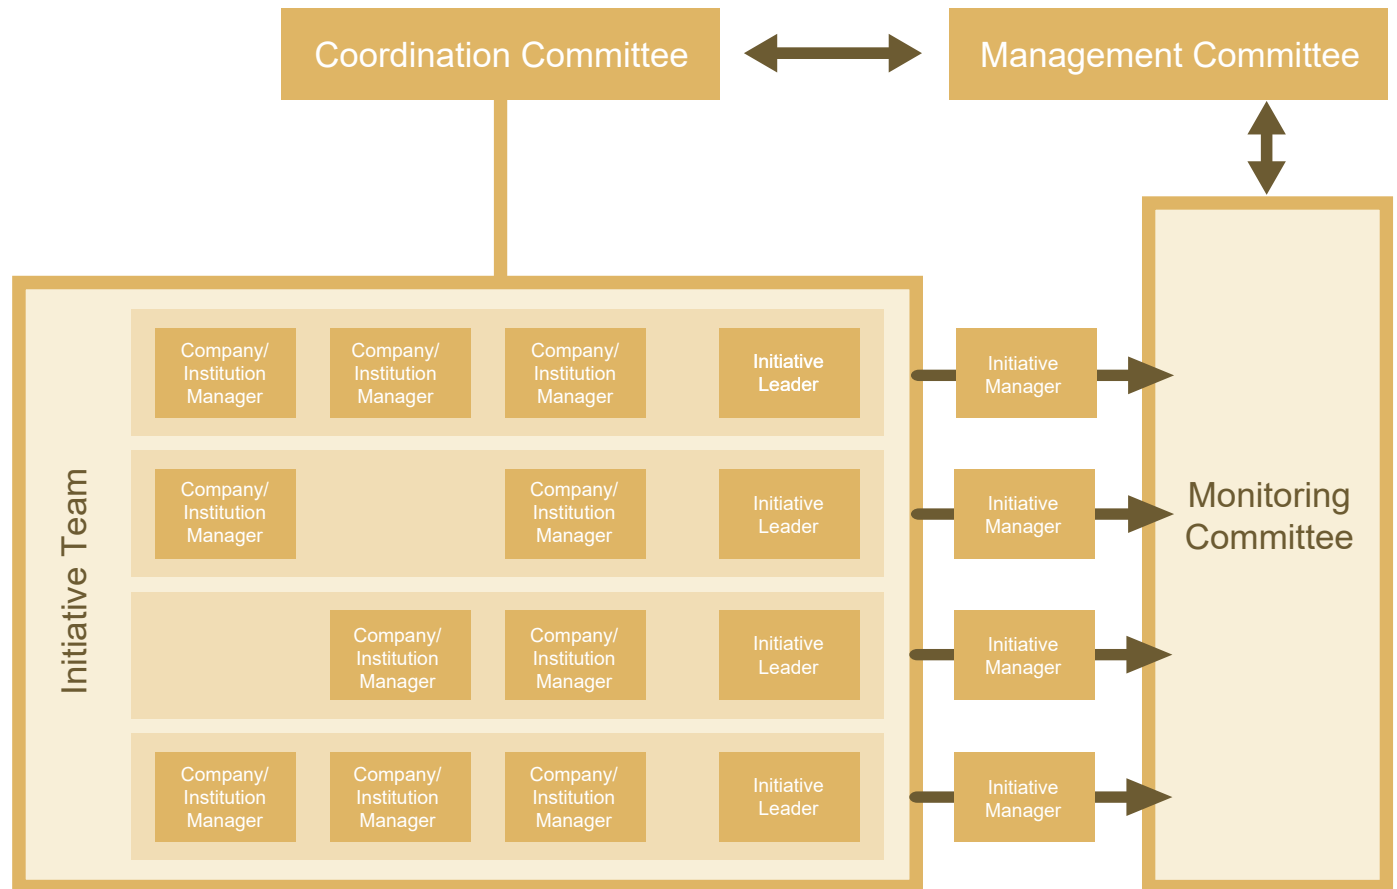 Coordination Committee
Management Committee
Initiative Team
Company/
Institution
Manager
Company/
Institution
Manager
Company/
Institution
Manager
Initiative
Leader
Initiative
Manager
Company/
Institution
Manager
Company/
Institution
Manager
Initiative
Leader
Initiative
Manager
Company/
Institution
Manager
Company/
Institution
Manager
Initiative
Leader
Initiative
Manager
Company/
Institution
Manager
Company/
Institution
Manager
Company/
Institution
Manager
Initiative
Leader
Initiative
Manager
Monitoring
Committee